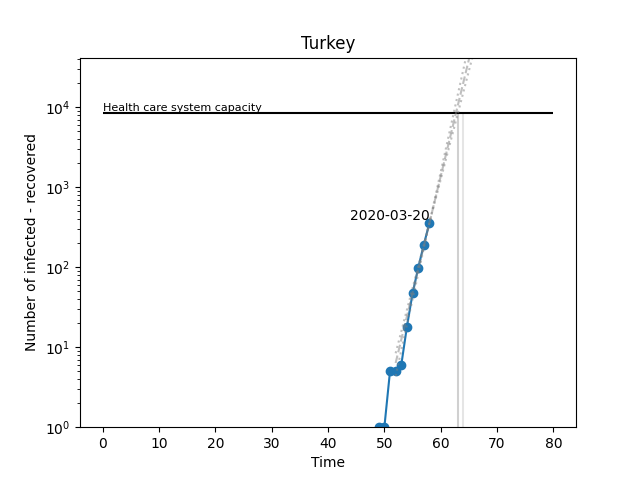 Turkey
Number of infected - recovered
10^4
10^3
10^2
10^1
10^0
Health care system capacity
2020-03-20
0 10 20 30 40 50 60 70 80
Time